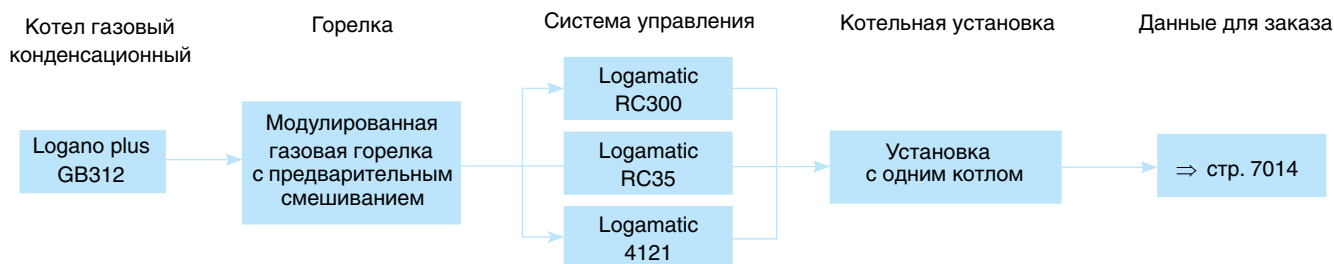 Котел газовый
конденсационный
Горелка
Система управления
Котельная установка
Данные для заказа
Logano plus
GB312
Модулированная
газовая горелка
с предварительным
смешиванием
Logamatic
RC300
Logamatic
RC35
Logamatic
4121
Установка
с одним котлом
⇒ стр. 7014